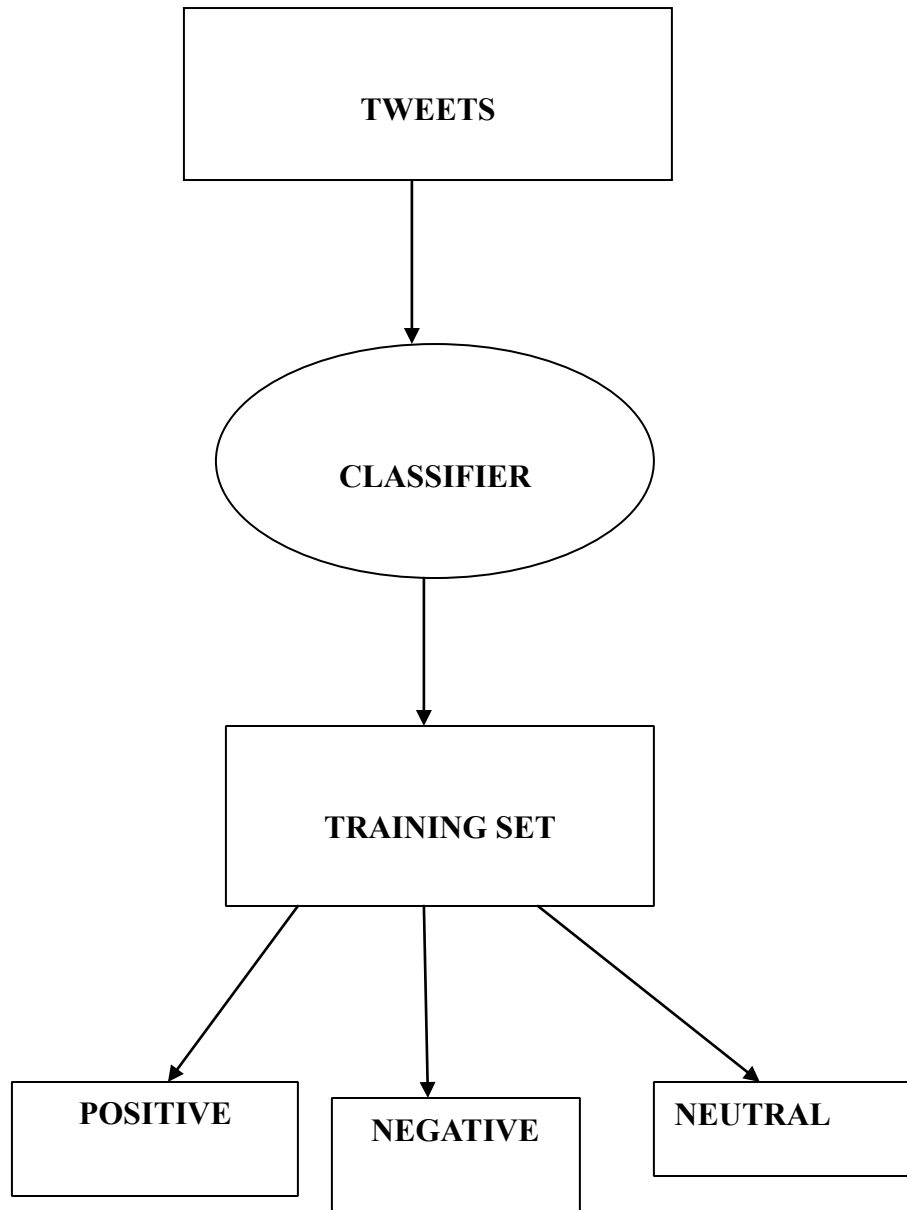 TWEETS
CLASSIFIER
TRAINING SET
POSITIVE
NEGATIVE
NEUTRAL